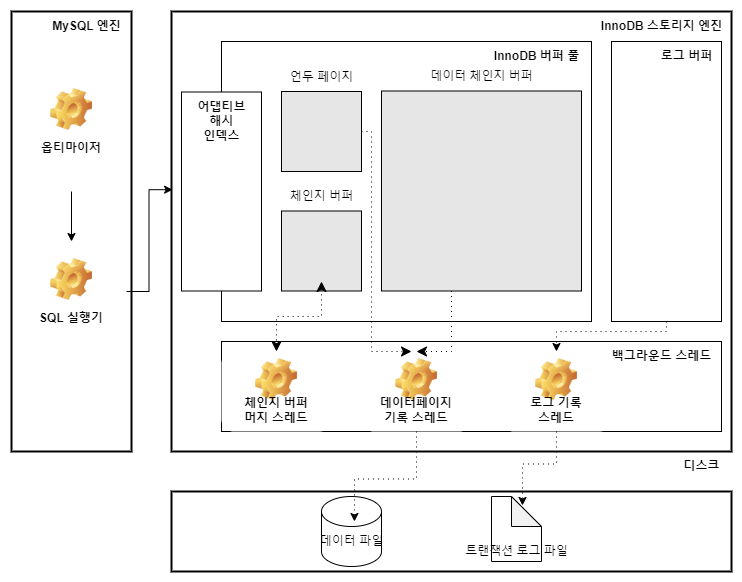 MySQL 엔진
옵티마이저
SQL 실행기
InnoDB 스토리지 엔진
InnoDB 버퍼 풀
로그 버퍼
어댑티브
해시
인덱스
언두 페이지
데이터 체인지 버퍼
체인지 버퍼
백그라운드 스레드
체인지 버퍼
머지 스레드
데이터페이지
기록 스레드
로그 기록
스레드
디스크
데이터 파일
트랜잭션 로그 파일